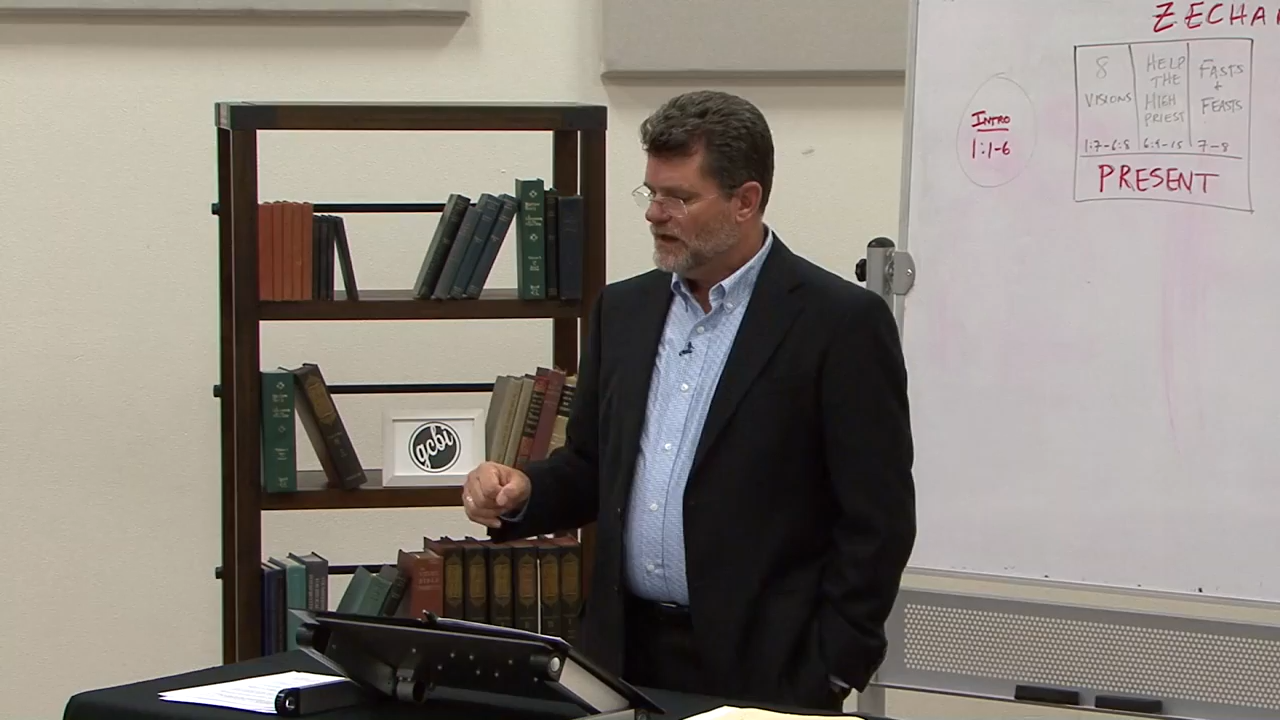 ZECHA
INTRO
1:1-6
8
VISIONS
1:7-6:8
HELP
THE
HIGH
PRIEST
6:9-15
FASTS
+
FEASTS
7-8
PRESENT
gcbi